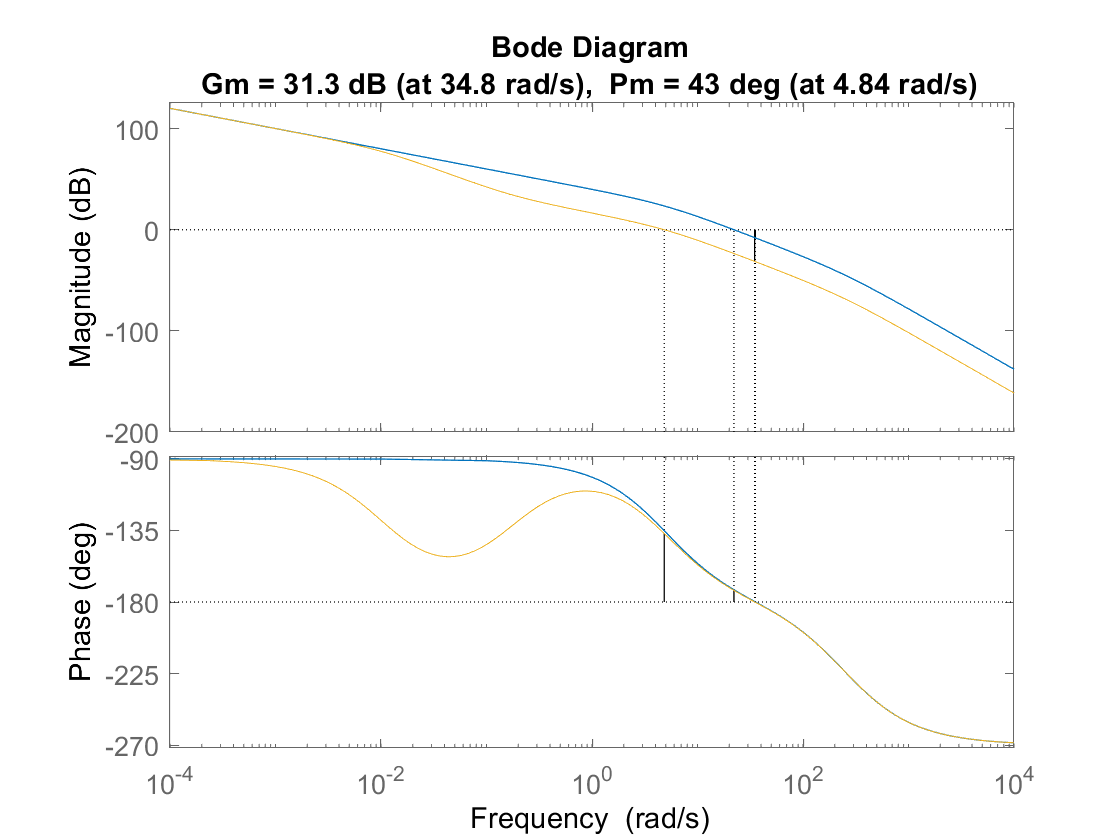 Bode Diagram
Gm = 31.3 dB (at 34.8 rad/s),  Pm = 43 deg (at 4.84 rad/s)
100
0
-100
-200
Magnitude (dB)
-90
-135
-180
-225
-270
Phase (deg)
10^-4
10^-2
10^0
10^2
10^4
Frequency  (rad/s)